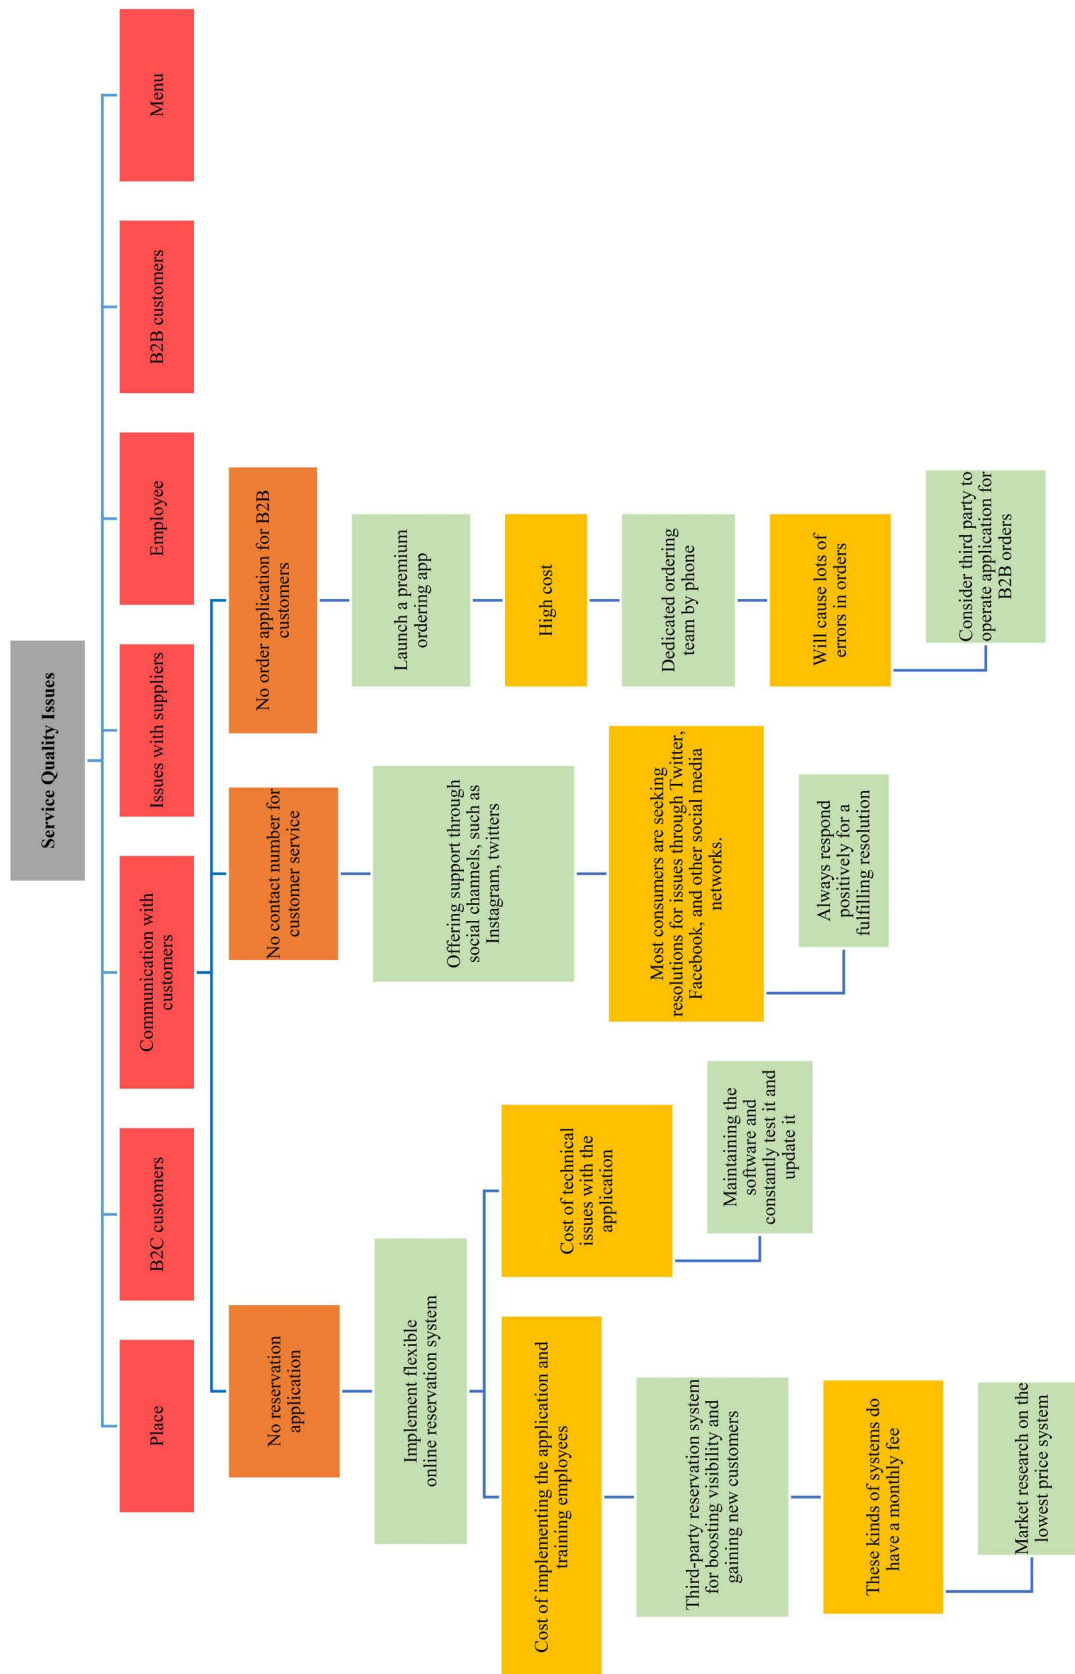 Service Quality Issues
Place
B2C customers
Communication with
customers
Issues with suppliers
Employee
B2B customers
Menu
No reservation
application
Implement flexible
online reservation system
Cost of implementing the application and
training employees
Third-party reservation system
for boosting visibility and
gaining new customers
These kinds of systems do
have a monthly fee
Market research on the
lowest price system
Cost of technical
issues with the
application
Maintaining the
software and
constantly test it and
update it
No contact number for
customer service
Offering support through
social channels, such as
Instagram, twitters
Most consumers are seeking
resolutions for issues through Twitter,
Facebook, and other social media
networks.
Always respond
positively for a
fulfilling resolution
No order application for B2B
customers
Launch a premium
ordering app
High cost
Dedicated ordering
team by phone
Will cause lots of
errors in orders
Consider third party to
operate application for
B2B orders